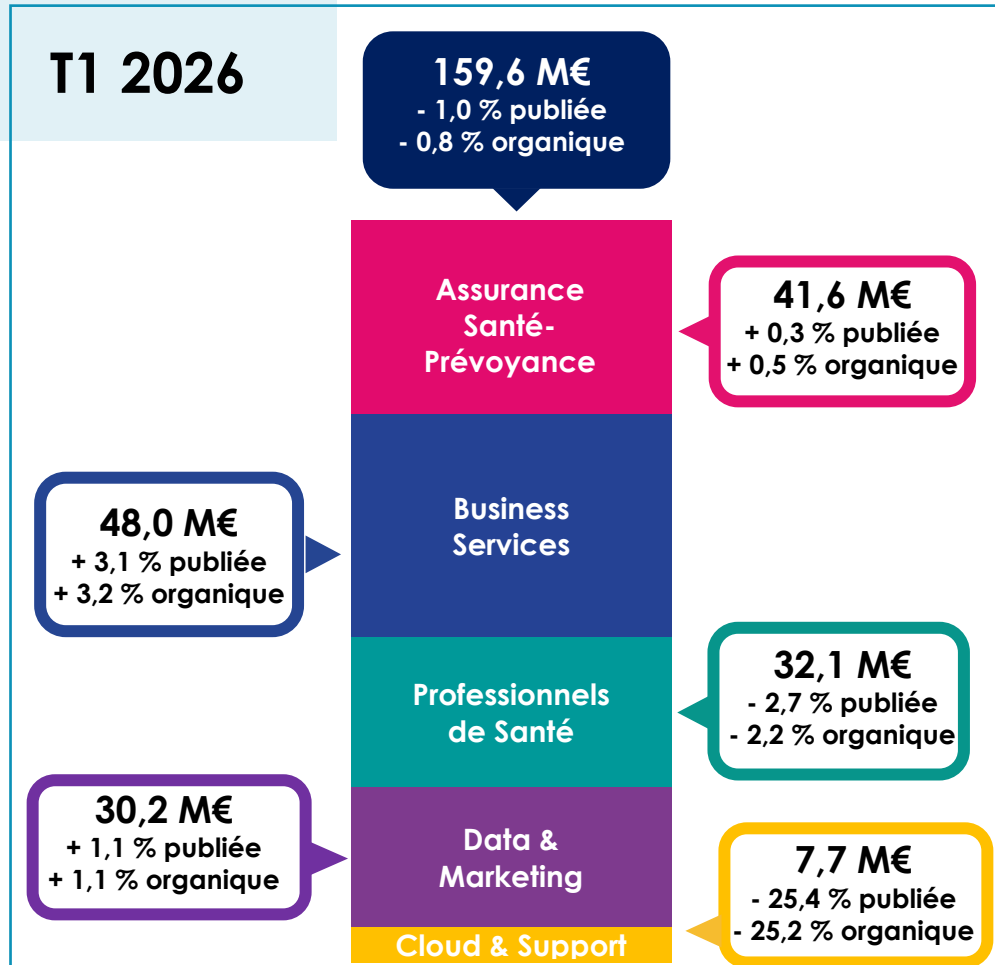 T1 2026
159,6 M€
- 1,0 % publiée
- 0,8 % organique
Assurance
Santé-
Prévoyance
41,6 M€
+ 0,3 % publiée
+ 0,5 % organique
Business
Services
48,0 M€
+ 3,1 % publiée
+ 3,2 % organique
Professionnels
de Santé
32,1 M€
- 2,7 % publiée
- 2,2 % organique
Data &
Marketing
30,2 M€
+ 1,1 % publiée
+ 1,1 % organique
Cloud & Support
7,7 M€
- 25,4 % publiée
- 25,2 % organique